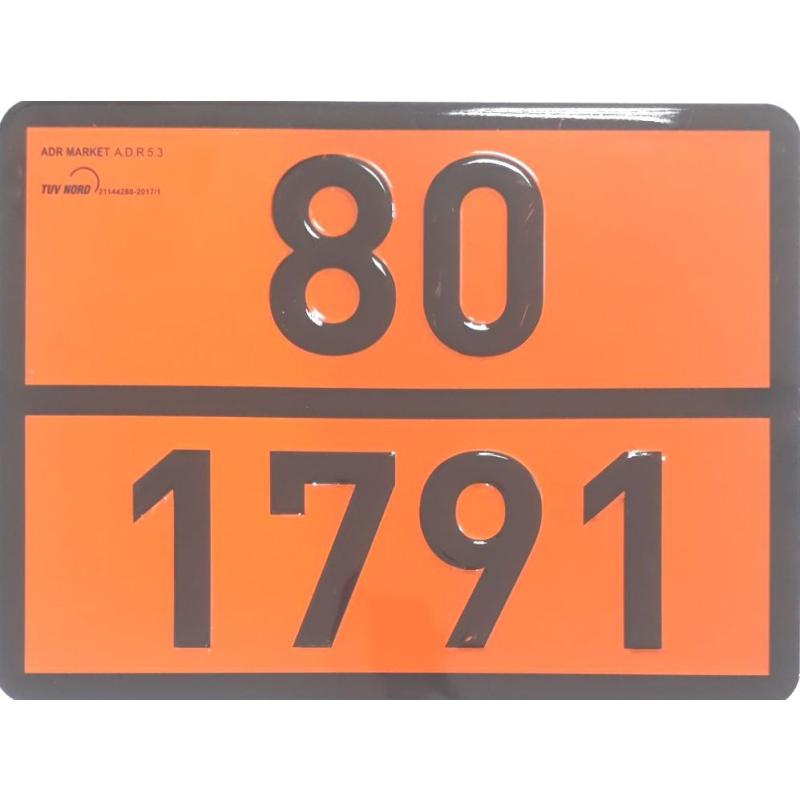 ADR MARKET A.D.R 5.3
TUV NORD 21144288-2017/1
80
1791